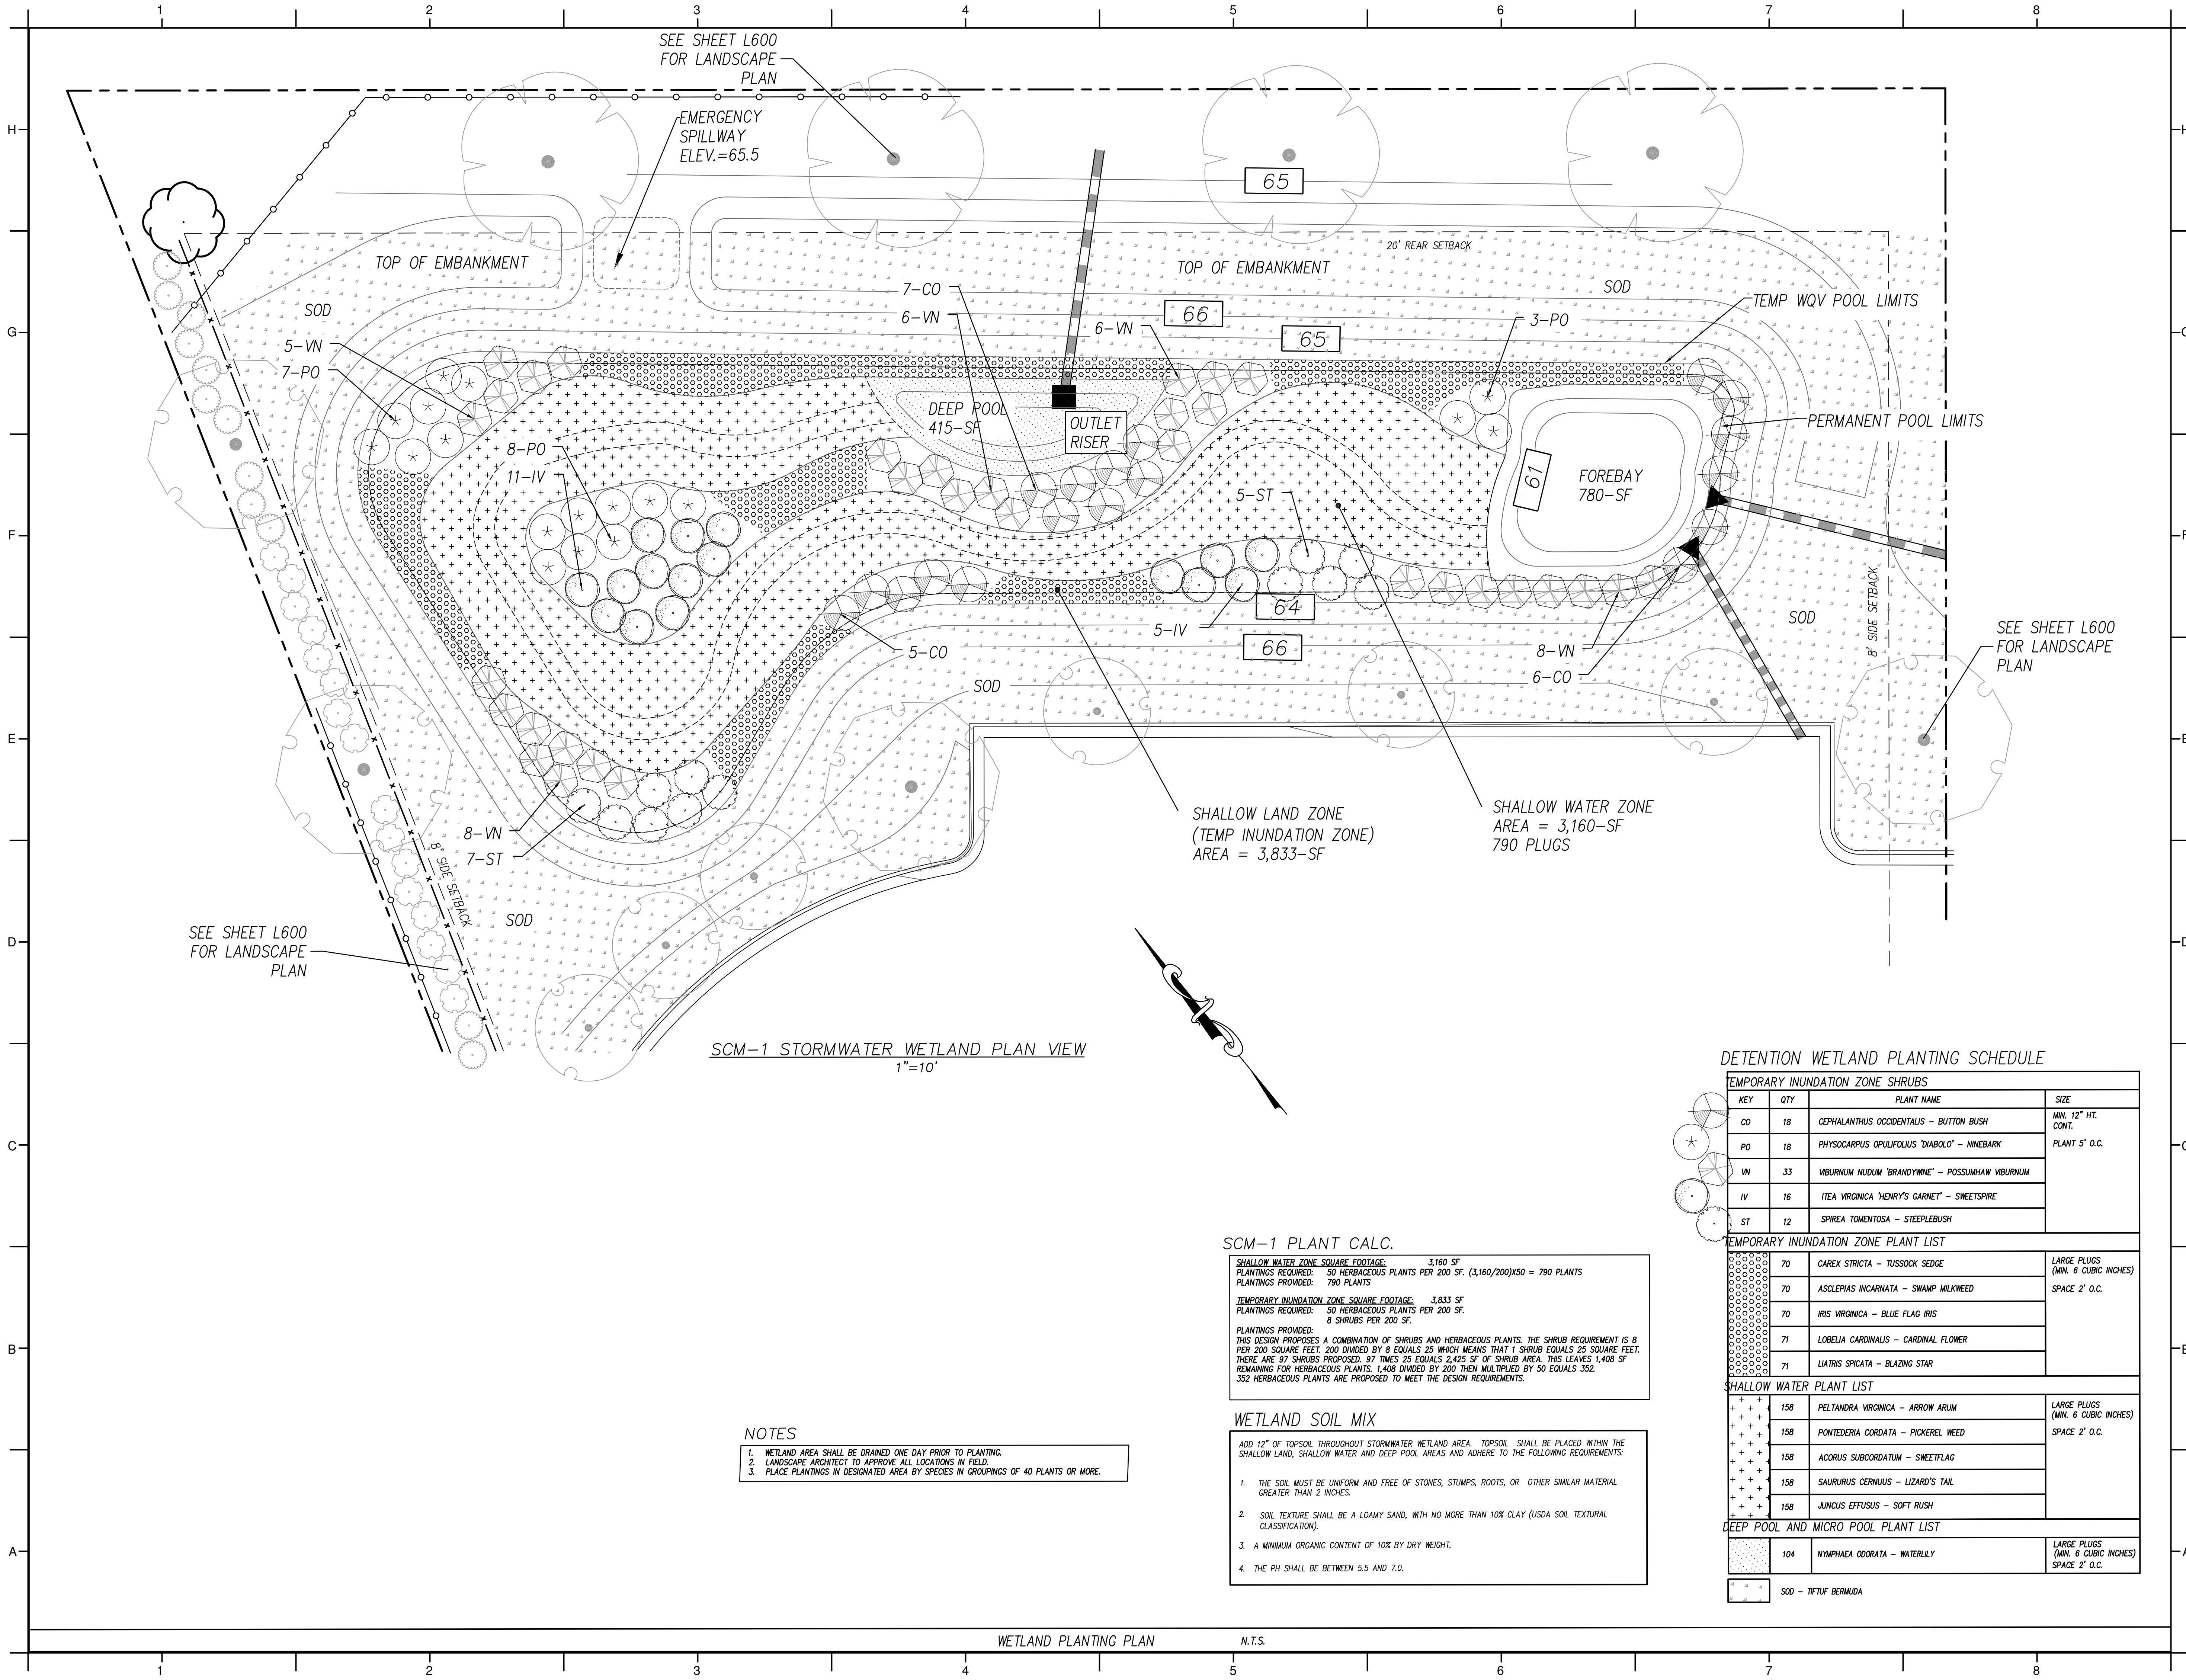 1 2 3 4 5 6 7 8
H
G
F
E
D
C
B
A
SEE SHEET L600
FOR LANDSCAPE
PLAN
EMERGENCY
SPILLWAY
ELEV.=65.5
65
20' REAR SETBACK
TOP OF EMBANKMENT
TOP OF EMBANKMENT
SOD
SOD
7-CO
6-VN
66
6-VN
65
3-PO
TEMP WQV POOL LIMITS
5-VN
7-PO
DEEP POOL
415-SF
OUTLET
RISER
PERMANENT POOL LIMITS
8-PO
11-IV
5-ST
61
FOREBAY
780-SF
8' SIDE SETBACK
64
5-IV
66
5-CO
8-VN
6-CO
SOD
SOD
SEE SHEET L600
FOR LANDSCAPE
PLAN
8-VN
7-ST
SHALLOW LAND ZONE
(TEMP INUNDATION ZONE)
AREA = 3,833-SF
SHALLOW WATER ZONE
AREA = 3,160-SF
790 PLUGS
8' SIDE SETBACK
SOD
SEE SHEET L600
FOR LANDSCAPE
PLAN
SCM-1 STORMWATER WETLAND PLAN VIEW
1"=10'
DETENTION WETLAND PLANTING SCHEDULE
TEMPORARY INUNDATION ZONE SHRUBS
KEY QTY PLANT NAME SIZE
CO 18 CEPHALANTHUS OCCIDENTALIS - BUTTON BUSH MIN. 12" HT.
CONT.
PO 18 PHYSOCARPUS OPULIFOLIUS 'DIABOLO' - NINEBARK PLANT 5' O.C.
VN 33 VIBURNUM NUDUM 'BRANDYWINE' - POSSUMHAW VIBURNUM
IV 16 ITEA VIRGINICA 'HENRY'S GARNET' - SWEETSPIRE
ST 12 SPIREA TOMENTOSA - STEEPLEBUSH
TEMPORARY INUNDATION ZONE PLANT LIST
70 CAREX STRICTA - TUSSOCK SEDGE LARGE PLUGS
(MIN. 6 CUBIC INCHES)
70 ASCLEPIAS INCARNATA - SWAMP MILKWEED SPACE 2' O.C.
70 IRIS VIRGINICA - BLUE FLAG IRIS
71 LOBELIA CARDINALIS - CARDINAL FLOWER
71 LIATRIS SPICATA - BLAZING STAR
SHALLOW WATER PLANT LIST
158 PELTANDRA VIRGINICA - ARROW ARUM LARGE PLUGS
(MIN. 6 CUBIC INCHES)
158 PONTEDERIA CORDATA - PICKEREL WEED SPACE 2' O.C.
158 ACORUS SUBCORDATUM - SWEETFLAG
158 SAURURUS CERNUUS - LIZARD'S TAIL
158 JUNCUS EFFUSUS - SOFT RUSH
DEEP POOL AND MICRO POOL PLANT LIST
104 NYMPHAEA ODORATA - WATERLILY LARGE PLUGS
(MIN. 6 CUBIC INCHES)
SPACE 2' O.C.
SOD - TIFTUF BERMUDA
SCM-1 PLANT CALC.
SHALLOW WATER ZONE SQUARE FOOTAGE: 3,160 SF
PLANTINGS REQUIRED: 50 HERBACEOUS PLANTS PER 200 SF. (3,160/200)X50 = 790 PLANTS
PLANTINGS PROVIDED: 790 PLANTS
TEMPORARY INUNDATION ZONE SQUARE FOOTAGE: 3,833 SF
PLANTINGS REQUIRED: 50 HERBACEOUS PLANTS PER 200 SF.
8 SHRUBS PER 200 SF.
PLANTINGS PROVIDED:
THIS DESIGN PROPOSES A COMBINATION OF SHRUBS AND HERBACEOUS PLANTS. THE SHRUB REQUIREMENT IS 8
PER 200 SQUARE FEET. 200 DIVIDED BY 8 EQUALS 25 WHICH MEANS THAT 1 SHRUB EQUALS 25 SQUARE FEET.
THERE ARE 97 SHRUBS PROPOSED. 97 TIMES 25 EQUALS 2,425 SF OF SHRUB AREA. THIS LEAVES 1,408 SF
REMAINING FOR HERBACEOUS PLANTS. 1,408 DIVIDED BY 200 THEN MULTIPLIED BY 50 EQUALS 352.
352 HERBACEOUS PLANTS ARE PROPOSED TO MEET THE DESIGN REQUIREMENTS.
WETLAND SOIL MIX
ADD 12" OF TOPSOIL THROUGHOUT STORMWATER WETLAND AREA. TOPSOIL SHALL BE PLACED WITHIN THE
SHALLOW LAND, SHALLOW WATER AND DEEP POOL AREAS AND ADHERE TO THE FOLLOWING REQUIREMENTS:
1. THE SOIL MUST BE UNIFORM AND FREE OF STONES, STUMPS, ROOTS, OR OTHER SIMILAR MATERIAL
GREATER THAN 2 INCHES.
2. SOIL TEXTURE SHALL BE A LOAMY SAND, WITH NO MORE THAN 10% CLAY (USDA SOIL TEXTURAL
CLASSIFICATION).
3. A MINIMUM ORGANIC CONTENT OF 10% BY DRY WEIGHT.
4. THE PH SHALL BE BETWEEN 5.5 AND 7.0.
NOTES
1. WETLAND AREA SHALL BE DRAINED ONE DAY PRIOR TO PLANTING.
2. LANDSCAPE ARCHITECT TO APPROVE ALL LOCATIONS IN FIELD.
3. PLACE PLANTINGS IN DESIGNATED AREA BY SPECIES IN GROUPINGS OF 40 PLANTS OR MORE.
WETLAND PLANTING PLAN N.T.S.
1 2 3 4 5 6 7 8